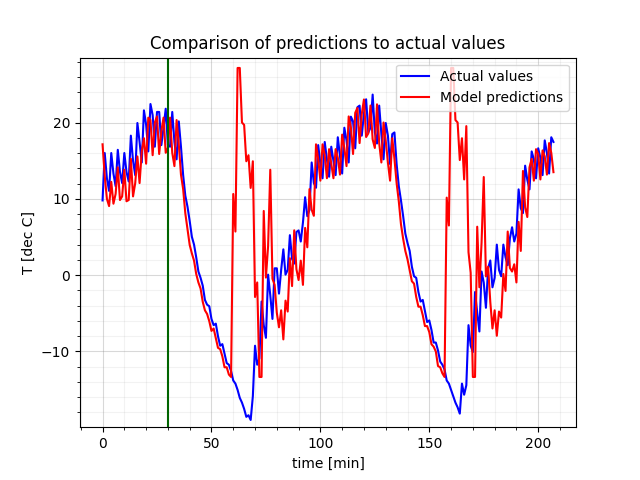 Comparison of predictions to actual values
Actual values
Model predictions
20
10
0
−10
T [dec C]
0 50 100 150 200
time [min]